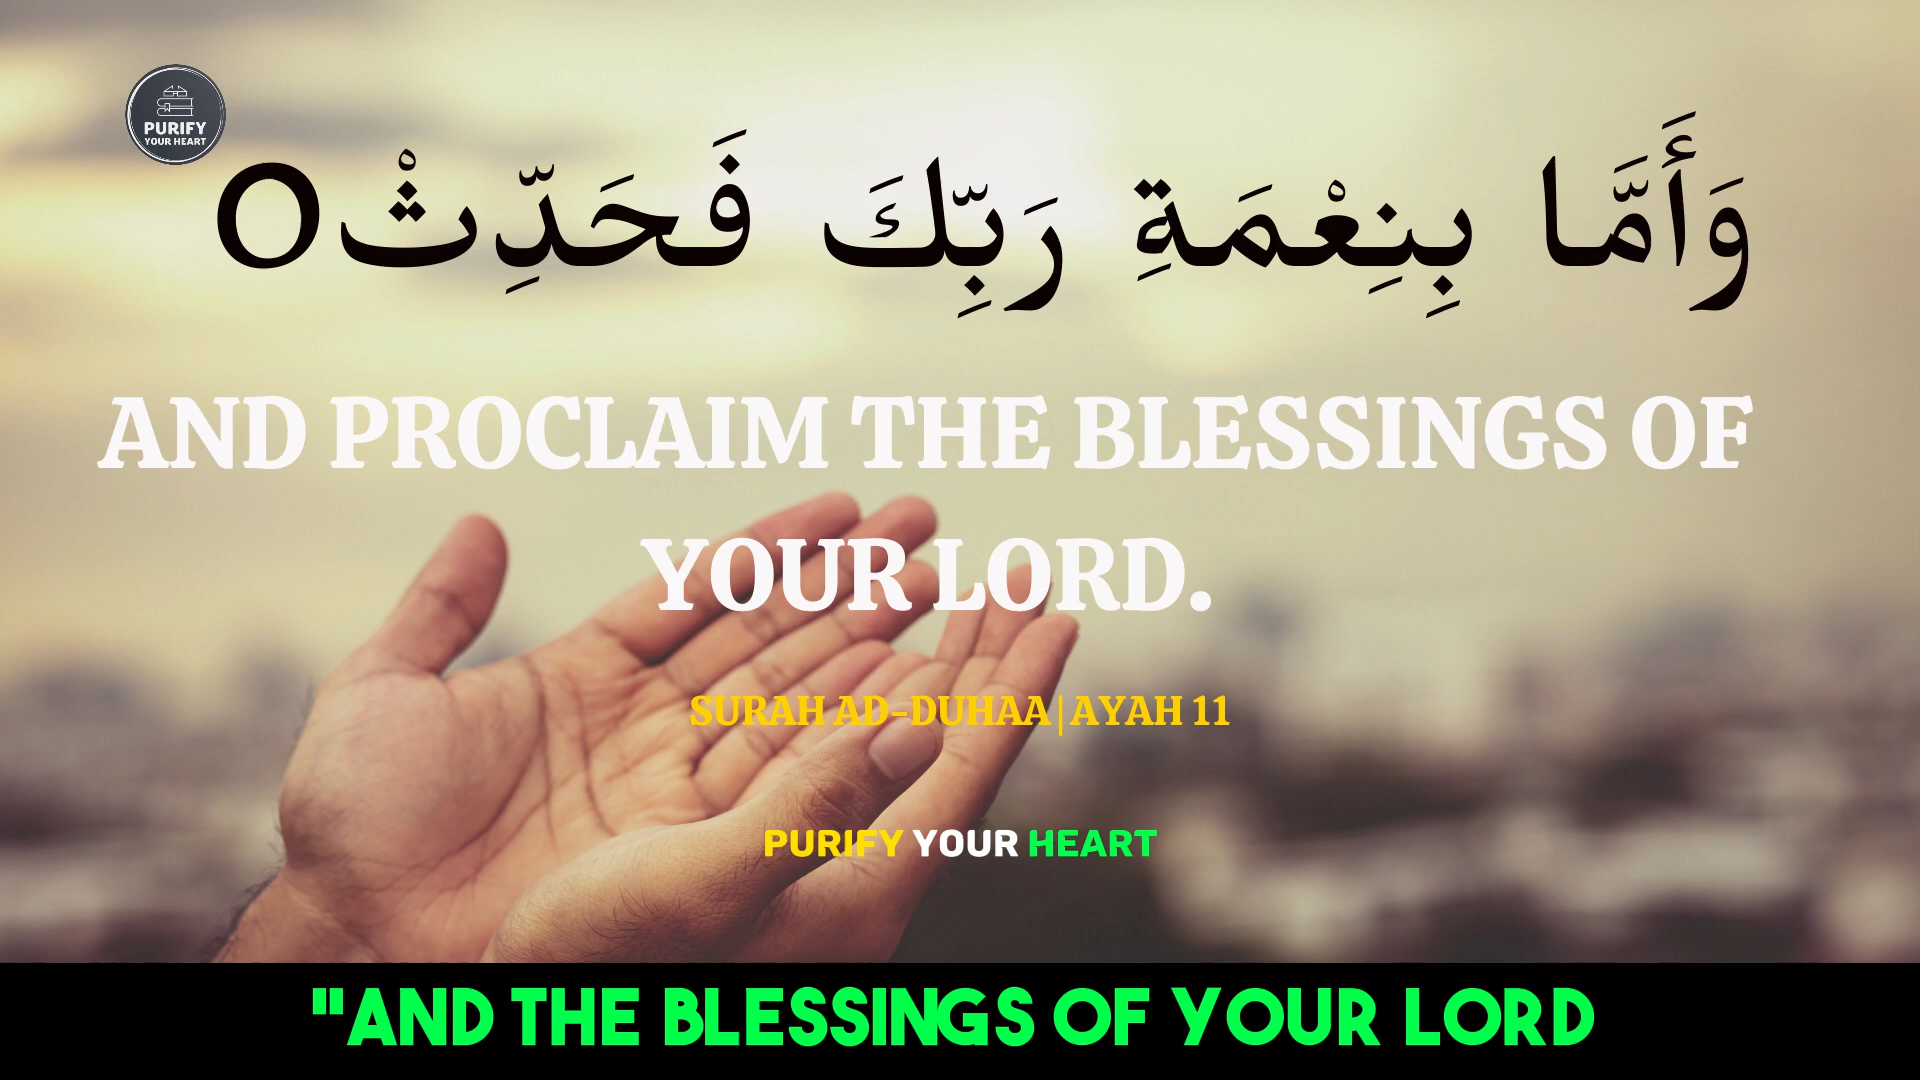 PURIFY
YOUR HEART
وَأَمَّا بِنِعْمَةِ رَبِّكَ فَحَدِّثْO
AND PROCLAIM THE BLESSINGS OF
YOUR LORD.
SURAH AD-DUHAA|AYAH 11
PURIFY YOUR HEART
"AND THE BLESSINGS OF YOUR LORD